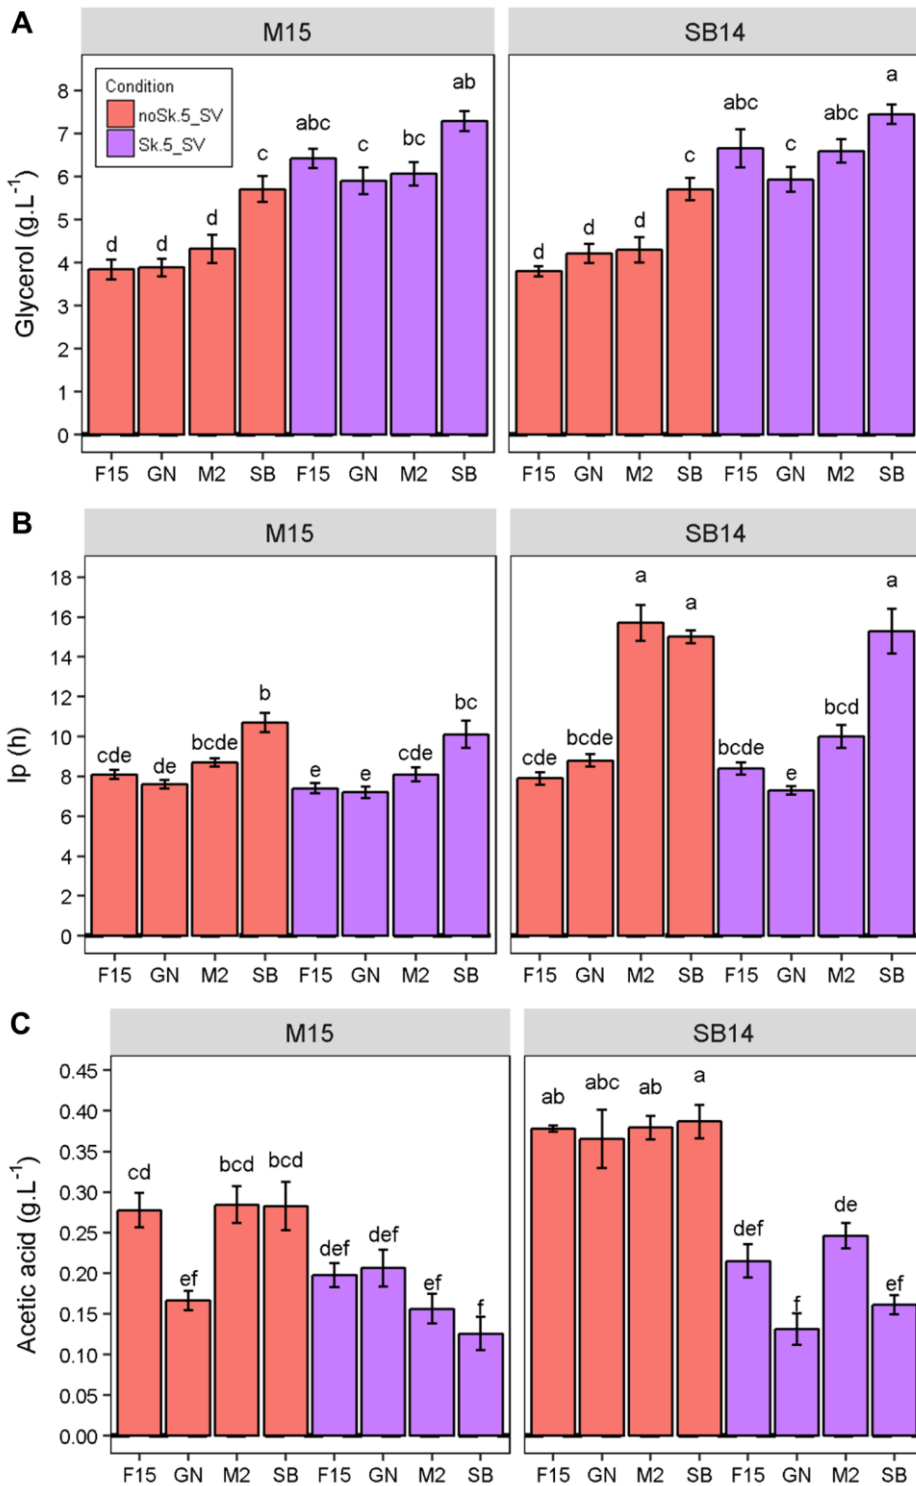 A
M15
SB14
Condition
noSk.5_SV
Sk.5_SV
Glycerol (g.L-1)
8
7
6
5
4
3
2
1
0
d
d
d
c
abc
c
bc
ab
d
d
d
c
abc
c
abc
a
F15 GN M2 SB F15 GN M2 SB
F15 GN M2 SB F15 GN M2 SB
B
M15
SB14
lp (h)
18
16
14
12
10
8
6
4
2
0
cde
de
bcde
b
e
e
cde
bc
cde
bcde
a
a
bcde
e
bcd
a
F15 GN M2 SB F15 GN M2 SB
F15 GN M2 SB F15 GN M2 SB
C
M15
SB14
Acetic acid (g.L-1)
0.45
0.40
0.35
0.30
0.25
0.20
0.15
0.10
0.05
0.00
cd
ef
bcd
bcd
def
def
ef
f
ab
abc
ab
a
def
f
de
ef
F15 GN M2 SB F15 GN M2 SB
F15 GN M2 SB F15 GN M2 SB